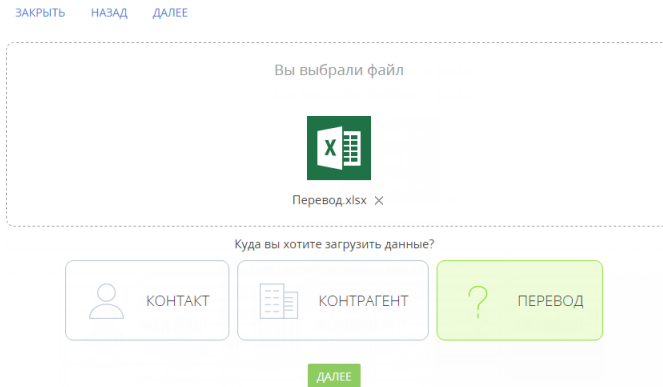 ЗАКРЫТЬ НАЗАД ДАЛЕЕ
Вы выбрали файл
X
Перевод.xlsx
Куда вы хотите загрузить данные?
КОНТАКТ КОНТРАГЕНТ ? ПЕРЕВОД
ДАЛЕЕ